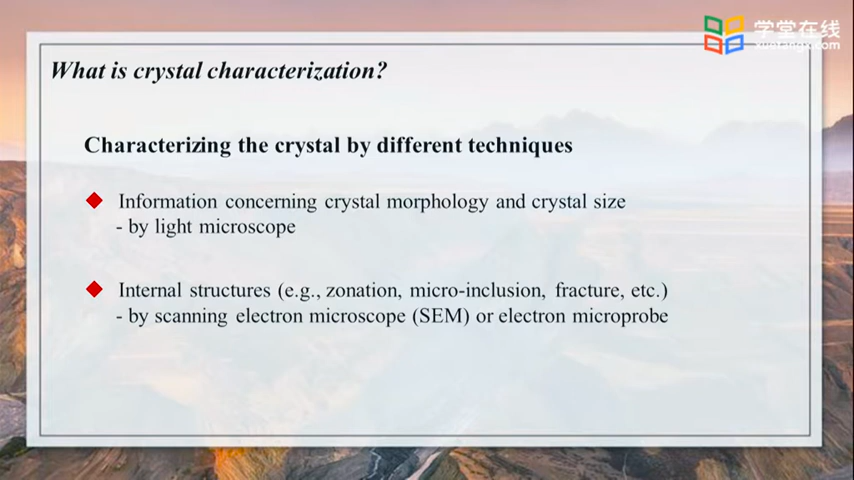 学堂在线
xuetangx.com
What is crystal characterization?
Characterizing the crystal by different techniques
Information concerning crystal morphology and crystal size
- by light microscope
Internal structures (e.g., zonation, micro-inclusion, fracture, etc.)
- by scanning electron microscope (SEM) or electron microprobe